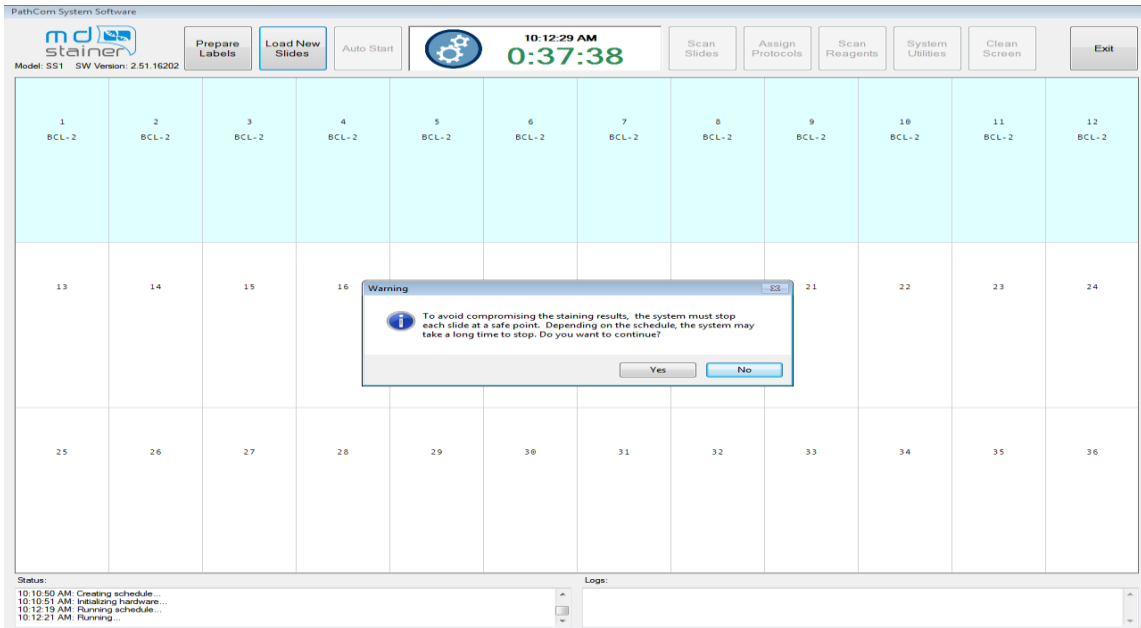 PathCom System Software
md
stainer
Model: SS1 SW Version: 2.51.16202
Prepare
Labels
Load New
Slides
Auto Start
10:12:29 AM
0:37:38
Scan
Slides
Assign
Protocols
Scan
Reagents
System
Utilities
Clean
Screen
Exit
1 2 3 4 5 6 7 8 9 10 11 12
BCL-2 BCL-2 BCL-2 BCL-2 BCL-2 BCL-2 BCL-2 BCL-2 BCL-2 BCL-2 BCL-2 BCL-2
13 14 15 16 21 22 23 24
Warning
To avoid compromising the staining results, the system must stop
each slide at a safe point. Depending on the schedule, the system may
take a long time to stop. Do you want to continue?
Yes No
25 26 27 28 29 30 31 32 33 34 35 36
Status:
10:10:50 AM: Creating schedule...
10:10:51 AM: Initializing hardware...
10:12:19 AM: Running schedule...
10:12:21 AM: Running...
Logs: